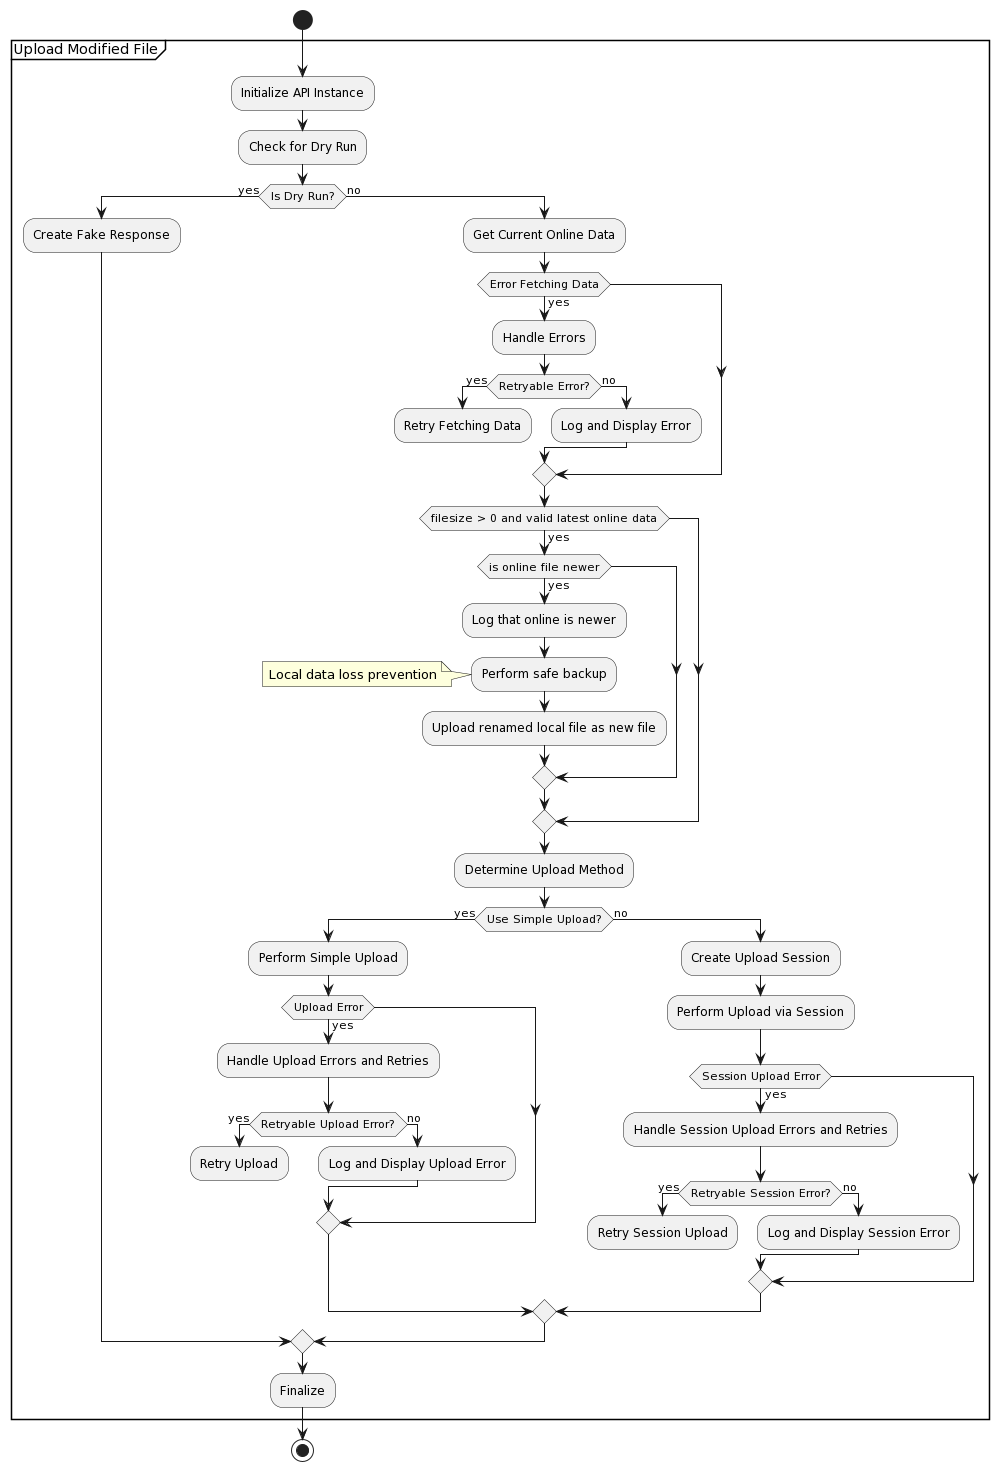 Upload Modified File
Initialize API Instance
Check for Dry Run
yes
Is Dry Run?
no
Create Fake Response
Get Current Online Data
Error Fetching Data
yes
Handle Errors
yes
Retryable Error?
no
Retry Fetching Data
Log and Display Error
filesize > 0 and valid latest online data
yes
is online file newer
yes
Log that online is newer
Local data loss prevention
Perform safe backup
Upload renamed local file as new file
Determine Upload Method
yes
Use Simple Upload?
no
Perform Simple Upload
Upload Error
yes
Handle Upload Errors and Retries
yes
Retryable Upload Error?
no
Retry Upload
Log and Display Upload Error
Create Upload Session
Perform Upload via Session
Session Upload Error
yes
Handle Session Upload Errors and Retries
yes
Retryable Session Error?
no
Retry Session Upload
Log and Display Session Error
Finalize